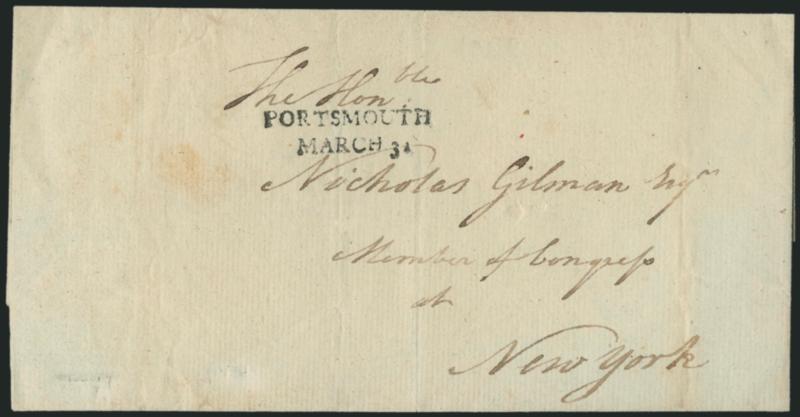 The Honble
PORTSMOUTH
MARCH 31
Nicholas Gilman Esqr
Member of Congress
at
New York